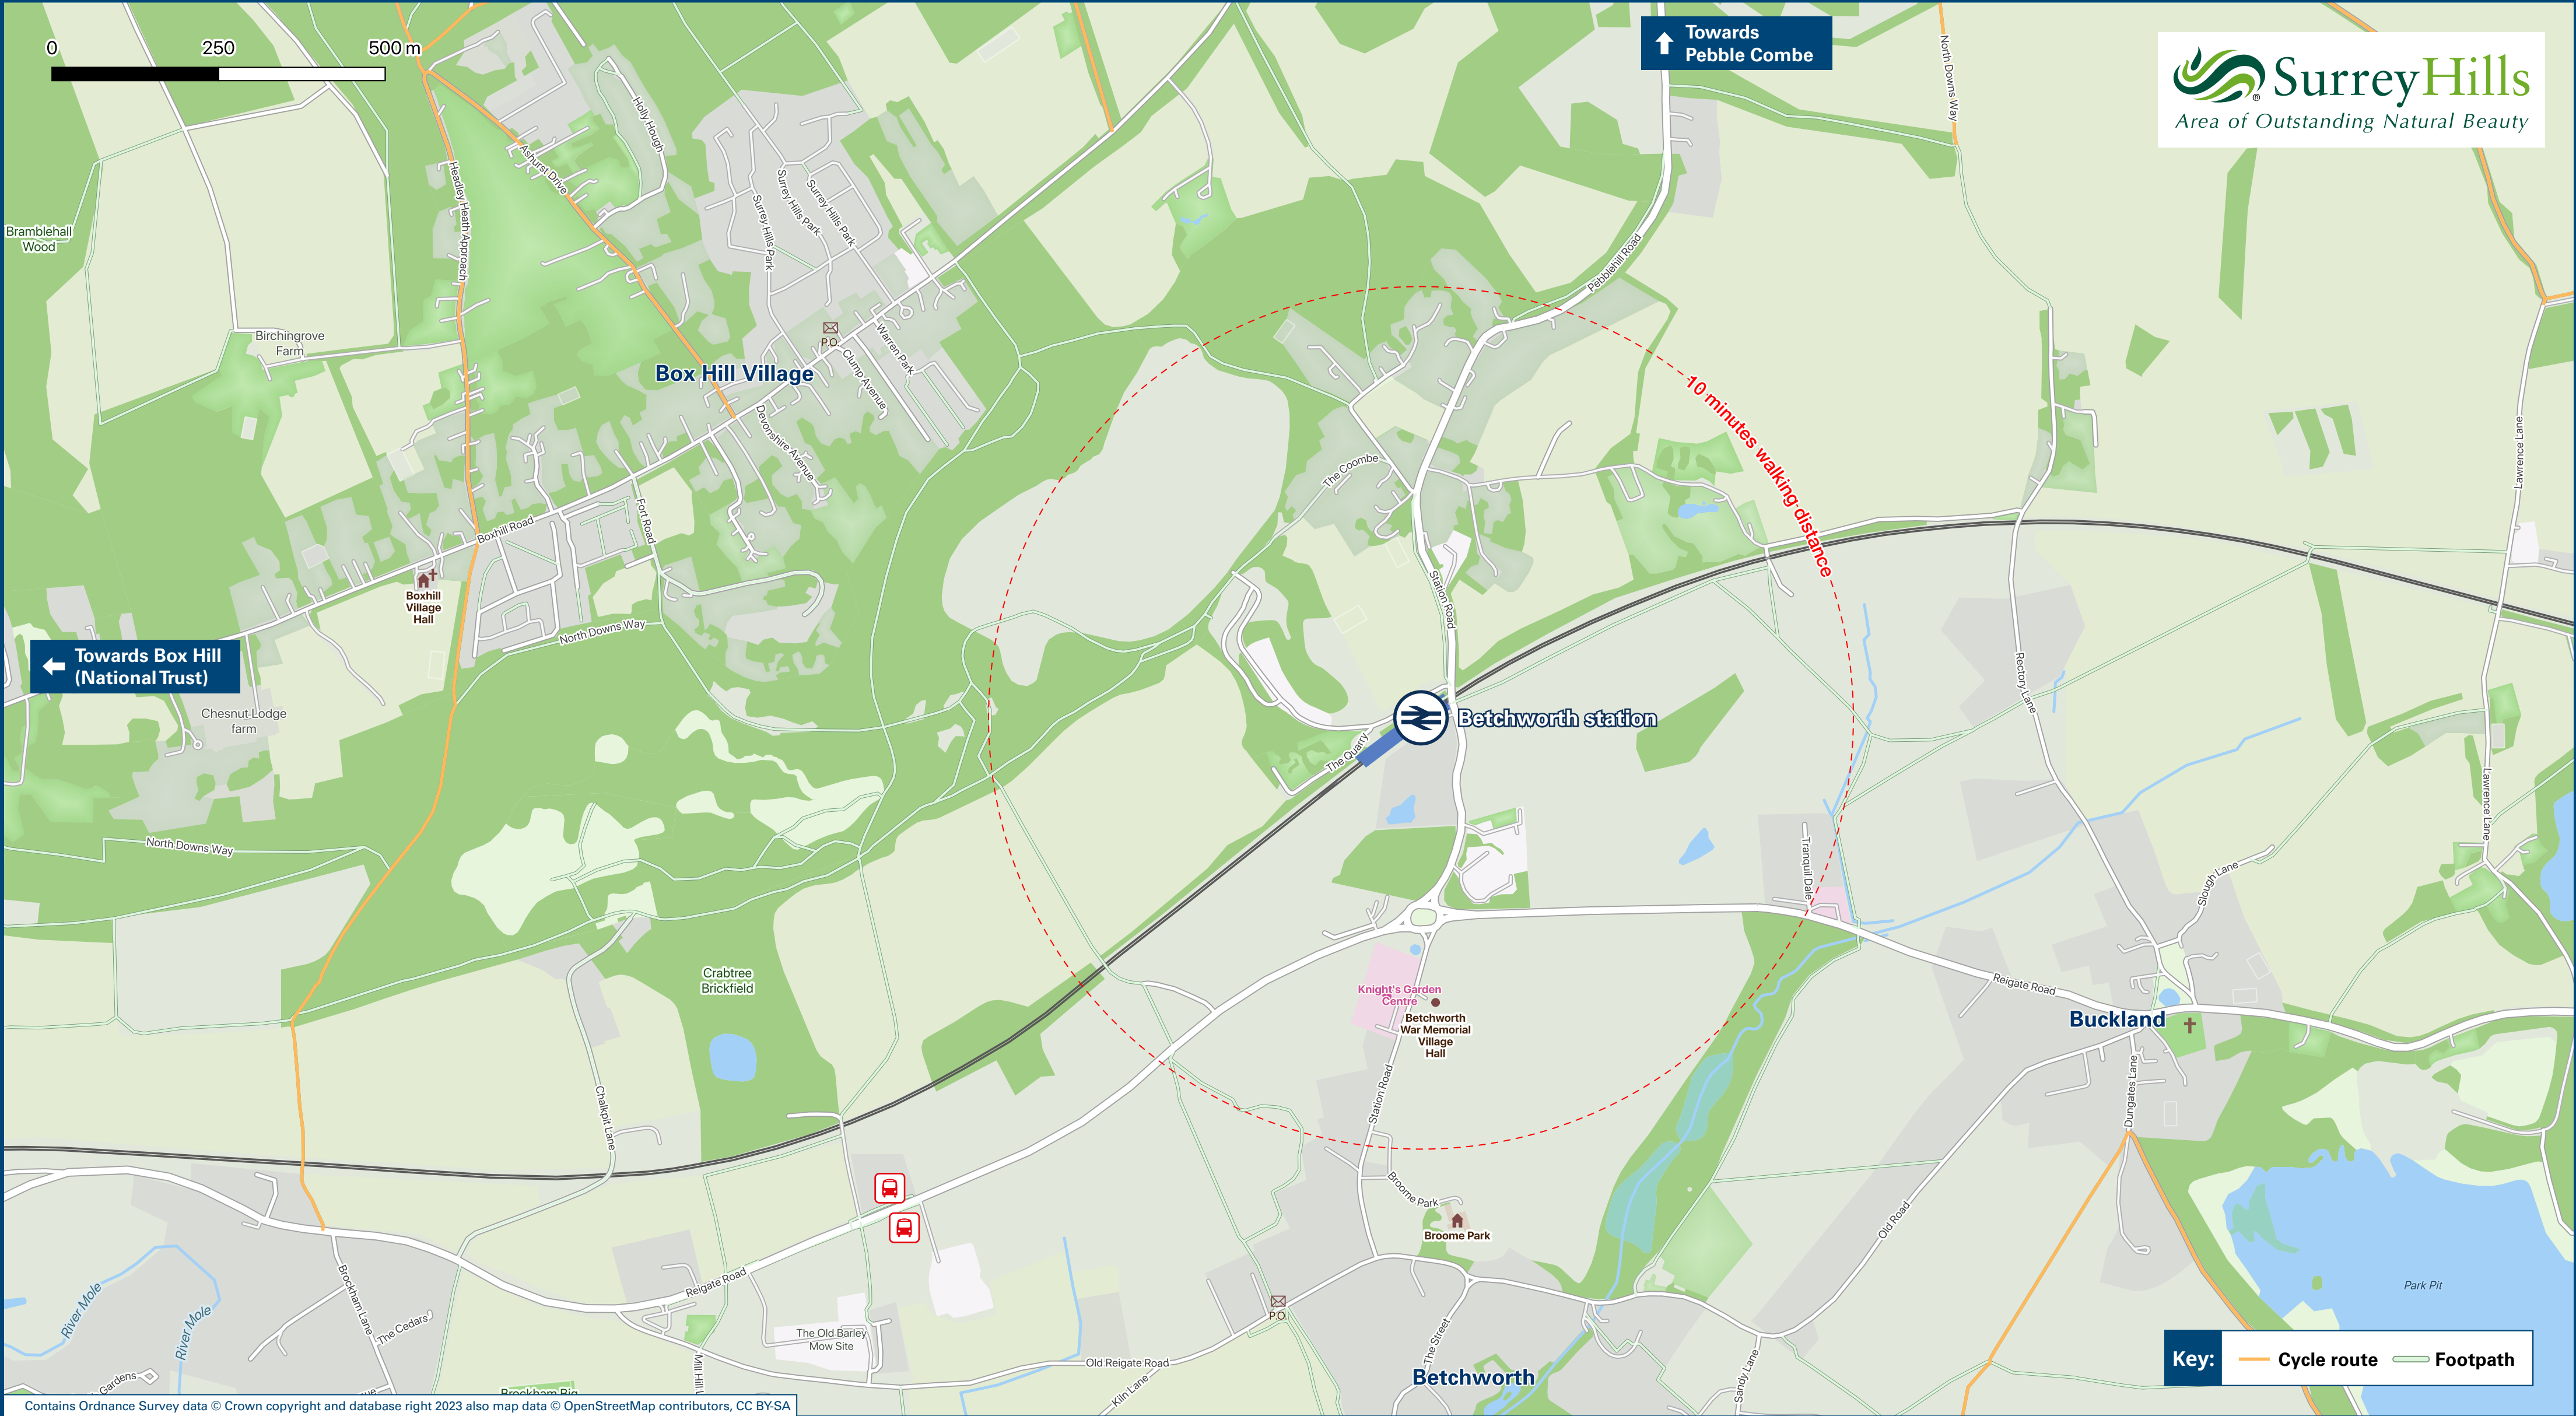 0 250 500 m
Towards
Pebble Combe
SurreyHills
®
Area of Outstanding Natural Beauty
North Downs Way
Holly Hough
Ashurst Drive
Headley Heath Approach
Surrey Hills Park
Surrey Hills Park
Surrey Hills Park
Bramblehall
Wood
Pebblehill Road
Birchingrove
Farm
P.O.
Warren Park
Clump Avenue
Box Hill Village
10 minutes walking distance
Devonshire Avenue
Lawrence Lane
The Coombe
Fort Road
Boxhill Road
Boxhill
Village
Hall
Station Road
North Downs Way
Towards Box Hill
(National Trust)
Rectory Lane
Chesnut Lodge
farm
Betchworth station
The Quarry
Lawrence Lane
North Downs Way
Tranquil Dale
Slough Lane
Crabtree
Brickfield
Knight's Garden
Centre
Betchworth
War Memorial
Village
Hall
Reigate Road
Buckland
Chalkpit Lane
Station Road
Dungates Lane
Broome Park
Broome Park
Old Road
Park Pit
River Mole
River Mole
Brockham Lane
The Cedars
Reigate Road
P.O.
The Old Barley
Mow Site
Mill Hill L
Old Reigate Road
Kiln Lane
The Street
Betchworth
Sandy Lane
Gardens
Brockham Big
Key: Cycle route Footpath
Contains Ordnance Survey data © Crown copyright and database right 2023 also map data © OpenStreetMap contributors, CC BY-SA